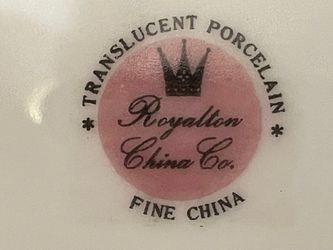 * TRANSLUCENT PORCELAIN *
Royalton
China Co.
FINE CHINA